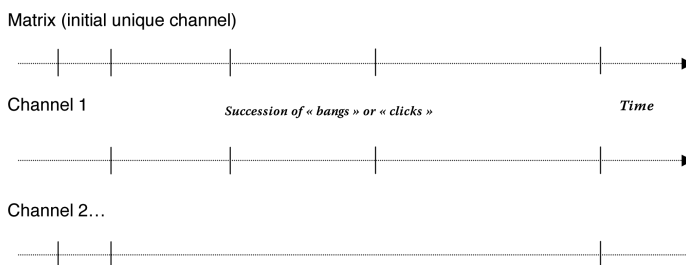 Matrix (initial unique channel)
Channel 1
Succession of « bangs » or « clicks »
Time
Channel 2…